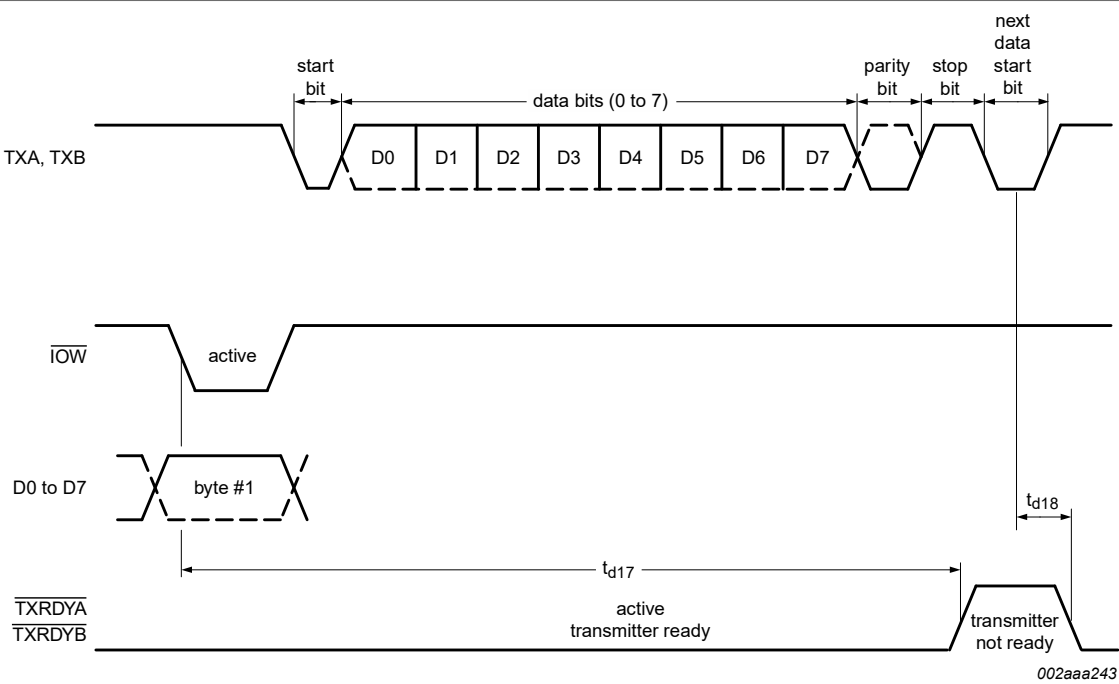 next
data
start
bit
start
bit
parity
bit
stop
bit
data bits (0 to 7)
TXA, TXB
D0 D1 D2 D3 D4 D5 D6 D7
IOW
active
D0 to D7
byte #1
td18
td17
TXRDYA
TXRDYB
active
transmitter ready
transmitter
not ready
002aaa243